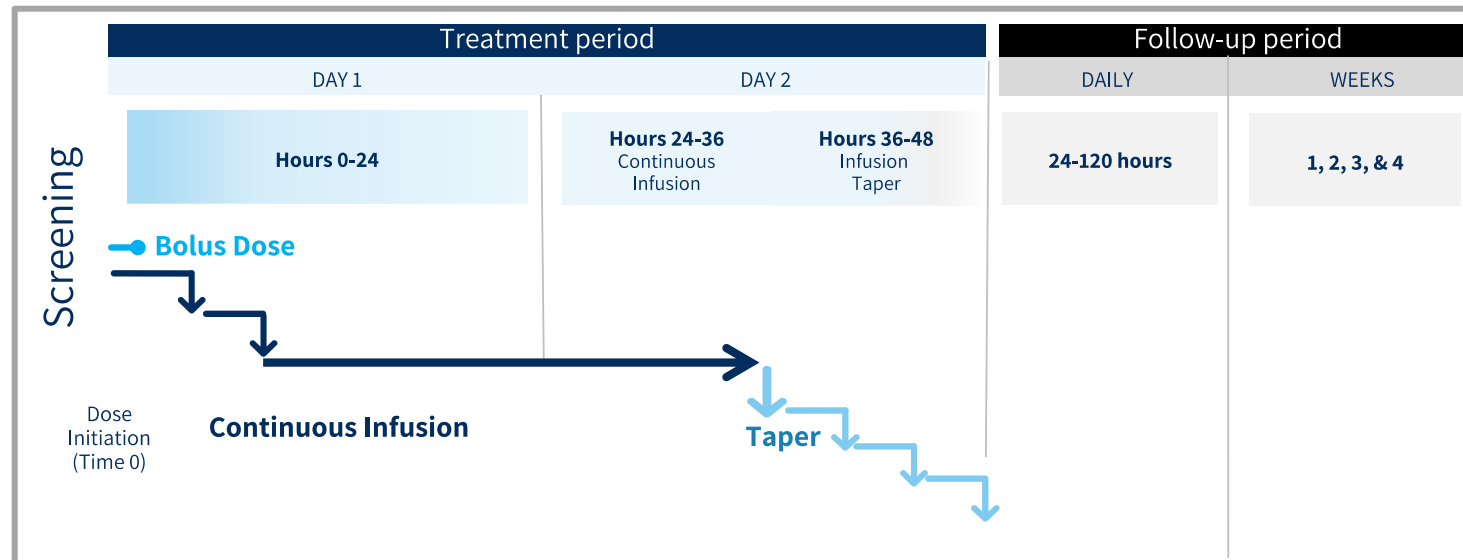 Treatment period
Follow-up period
DAY 1
DAY 2
DAILY
WEEKS
Screening
Hours 0-24
Hours 24-36
Continuous
Infusion
Hours 36-48
Infusion
Taper
24-120 hours
1, 2, 3, & 4
Bolus Dose
Dose
Initiation
(Time 0)
Continuous Infusion
Taper